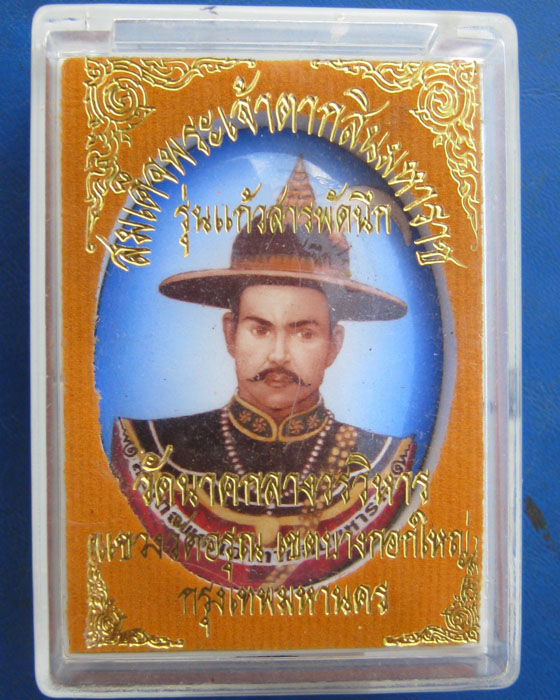 สมเด็จพระเจ้าตากสินมหาราช
รุ่นแก้วสารพัดนึก
วัดนาคกลางวรวิหาร
แขวงวัดอรุณ เขตบางกอกใหญ่
กรุงเทพมหานคร